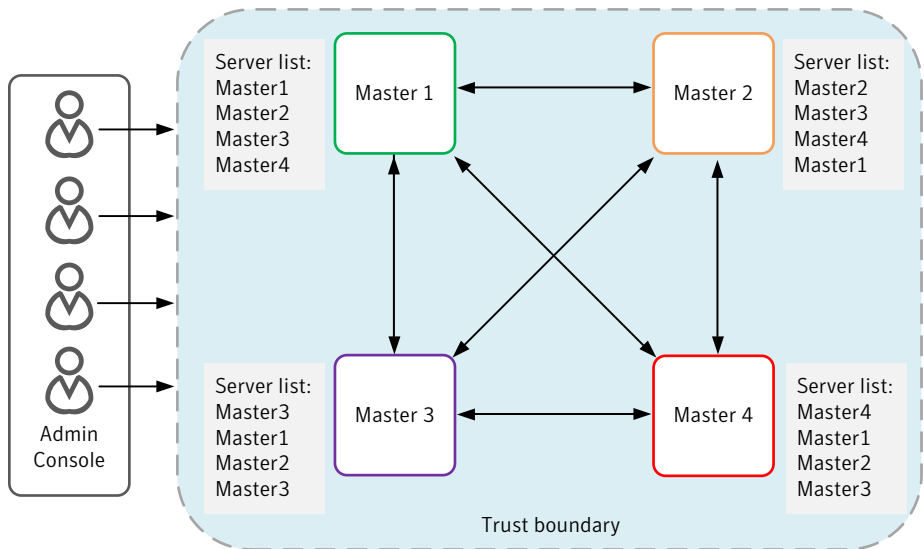 Server list:
Master1
Master2
Master3
Master4
Master 1
Master 2
Server list:
Master2
Master3
Master4
Master1
Admin
Console
Server list:
Master3
Master1
Master2
Master3
Master 3
Master 4
Server list:
Master4
Master1
Master2
Master3
Trust boundary